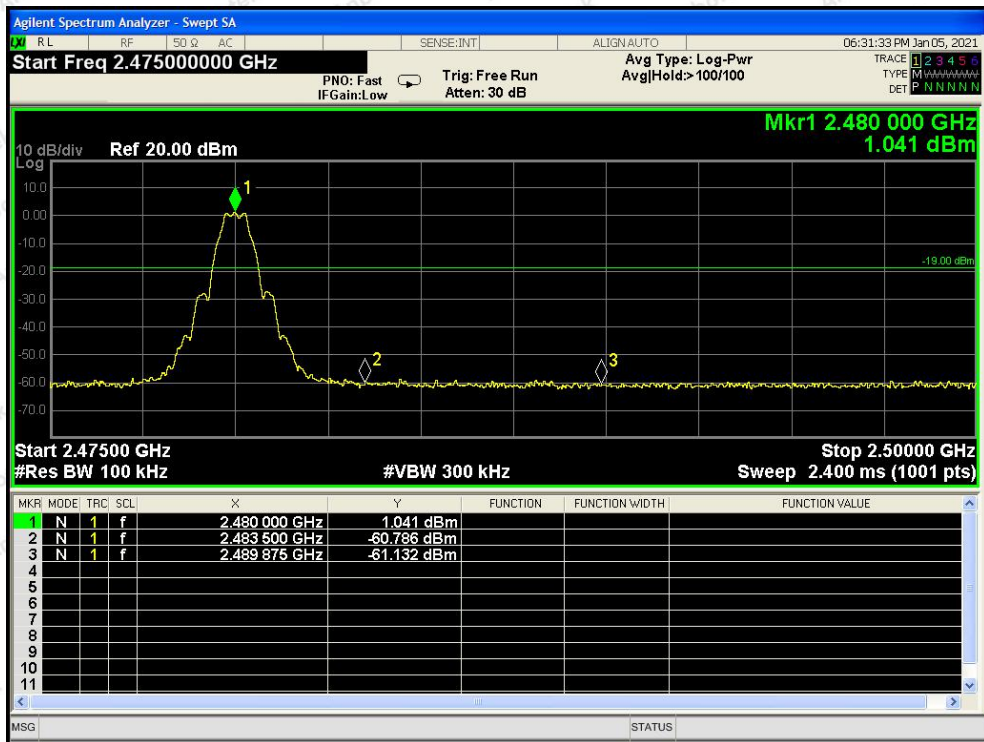 Agilent Spectrum Analyzer - Swept SA
LXI RL RF 50 Ω AC SENSE:INT ALIGNAUTO 06:31:33 PM Jan 05, 2021
Start Freq 2.475000000 GHz
PNO: Fast
IFGain:Low
Trig: Free Run
Atten: 30 dB
Avg Type: Log-Pwr
Avg|Hold:>100/100
TRACE 1 2 3 4 5 6
TYPE M
DET P N N N N N
Mkr1 2.480 000 GHz
1.041 dBm
10 dB/div Ref 20.00 dBm
Log
10.0
1
0.00
-10.0
-19.00 dBm
-20.0
-30.0
-40.0
-50.0
2
3
-60.0
-70.0
Start 2.47500 GHz Stop 2.50000 GHz
#Res BW 100 kHz #VBW 300 kHz Sweep 2.400 ms (1001 pts)
MKR MODE TRC SCL X Y FUNCTION FUNCTION WIDTH FUNCTION VALUE
1 N 1 f 2.480 000 GHz 1.041 dBm
2 N 1 f 2.483 500 GHz -60.786 dBm
3 N 1 f 2.489 875 GHz -61.132 dBm
4
5
6
7
8
9
10
11
MSG STATUS